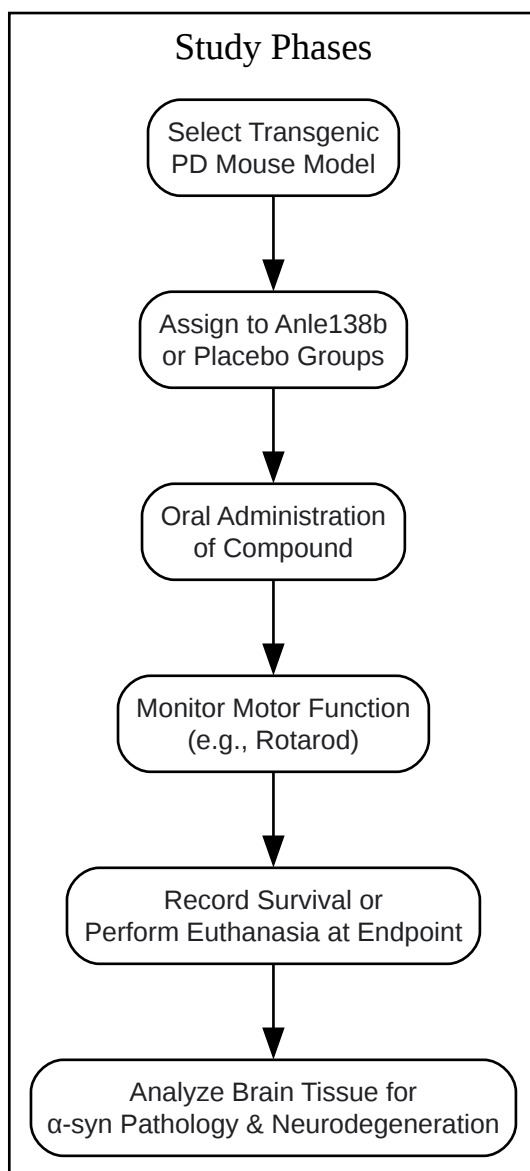 Study Phases
Select Transgenic
PD Mouse Model
Assign to Anle138b
or Placebo Groups
Oral Administration
of Compound
Monitor Motor Function
(e.g., Rotarod)
Record Survival or
Perform Euthanasia at Endpoint
Analyze Brain Tissue for
α-syn Pathology & Neurodegeneration